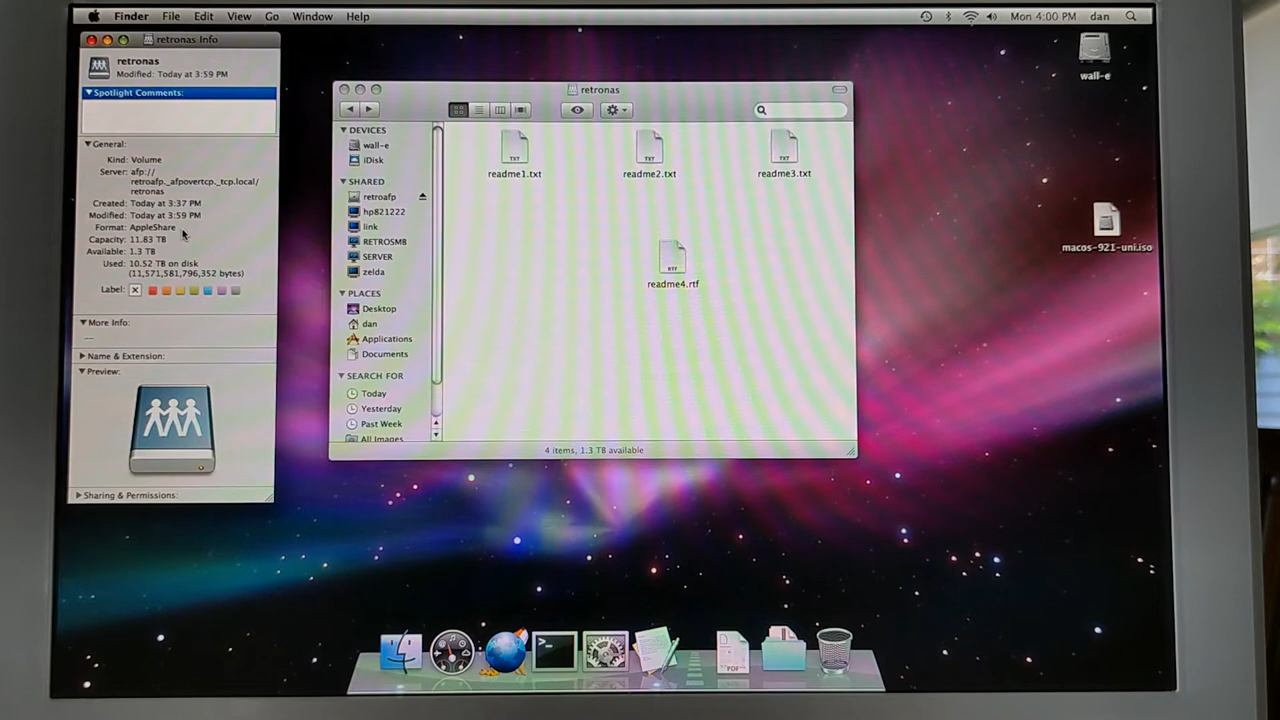 Finder File Edit View Go Window Help Mon 4:00 PM dan
retronas Info
retronas
Modified: Today at 3:59 PM
Spotlight Comments:
General:
Kind: Volume
Server: afp://
retroafp._afpovertcp._tcp.local/
retronas
Created: Today at 3:37 PM
Modified: Today at 3:59 PM
Format: AppleShare
Capacity: 11.83 TB
Available: 1.3 TB
Used: 10.52 TB on disk
(11,571,581,796,352 bytes)
Label:
More Info:
--
Name & Extension:
Preview:
Sharing & Permissions:
retronas
DEVICES
wall-e
iDisk
SHARED
retroafp
hp821222
link
RETROSMB
SERVER
zelda
PLACES
Desktop
dan
Applications
Documents
SEARCH FOR
Today
Yesterday
Past Week
All Images
TXT TXT TXT
readme1.txt readme2.txt readme3.txt
RTF
readme4.rtf
4 items, 1.3 TB available
wall-e
macos-921-uni.iso
PDF